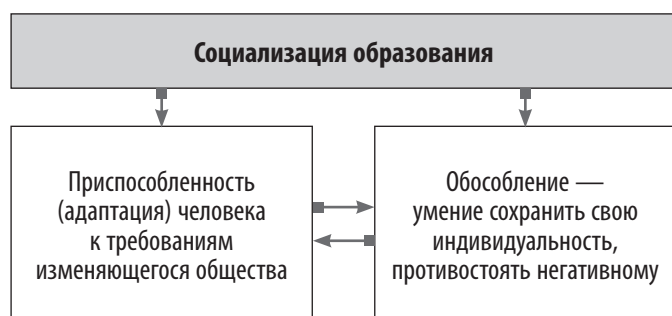 Социализация образования
Приспособленность
(адаптация) человека
к требованиям
изменяющегося общества
Обособление —
умение сохранить свою
индивидуальность,
противостоять негативному